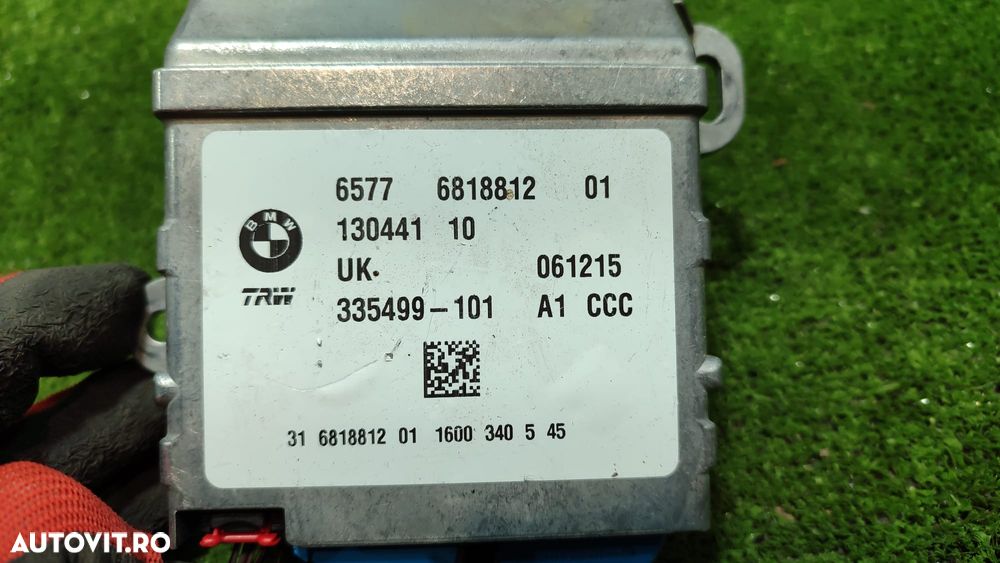 6577 6818812 01
130441 10
UK. 061215
335499-101 A1 CCC
BMW
TRW
31 6818812 01 1600 340 5 45
AUTOVIT.RO